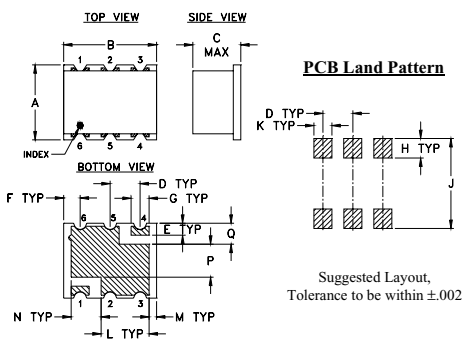 TOP VIEW
SIDE VIEW
B
C
MAX
1 2 3
A
6 5 4
INDEX
PCB Land Pattern
D TYP
K TYP
H TYP
J
BOTTOM VIEW
D TYP
F TYP
G TYP
6 5 4
E TYP
Q
P
1 2 3
N TYP
M TYP
L TYP
Suggested Layout,
Tolerance to be within ±.002